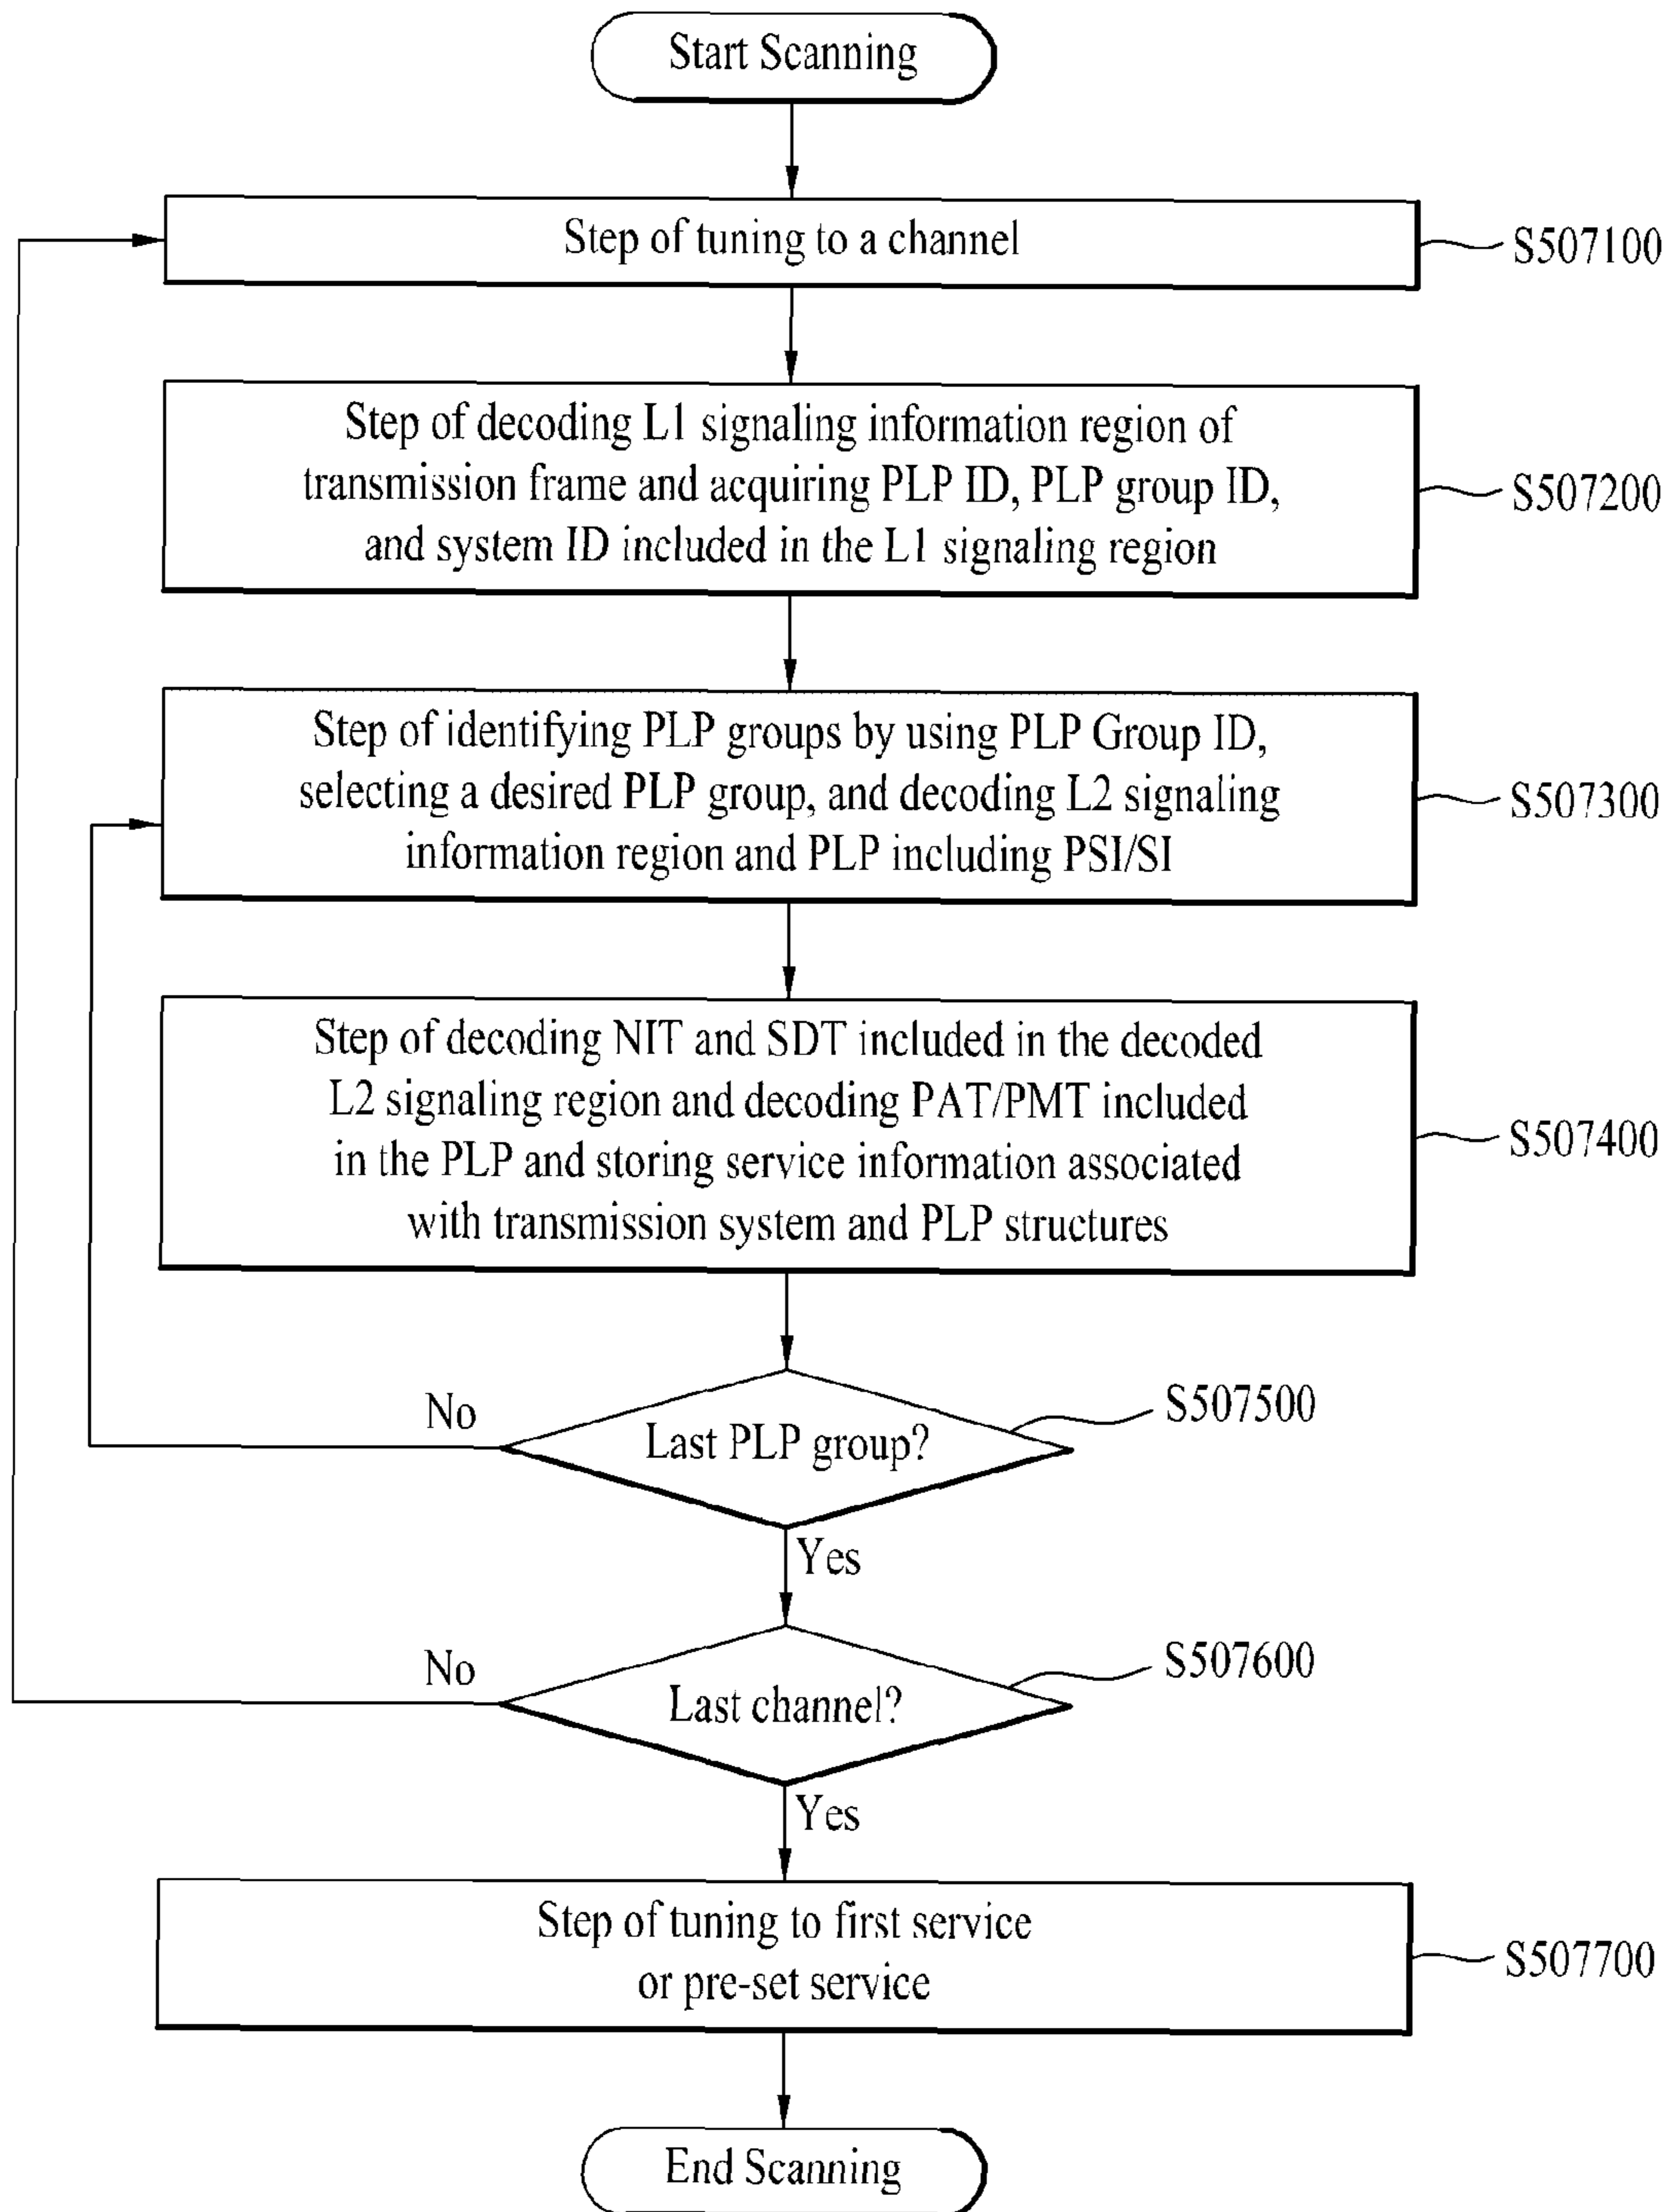 Start Scanning
Step of tuning to a channel
S507100
Step of decoding L1 signaling information region of
transmission frame and acquiring PLP ID, PLP group ID,
and system ID included in the L1 signaling region
S507200
Step of identifying PLP groups by using PLP Group ID,
selecting a desired PLP group, and decoding L2 signaling
information region and PLP including PSI/SI
S507300
Step of decoding NIT and SDT included in the decoded
L2 signaling region and decoding PAT/PMT included
in the PLP and storing service information associated
with transmission system and PLP structures
S507400
No
Last PLP group?
S507500
Yes
No
Last channel?
S507600
Yes
Step of tuning to first service
or pre-set service
S507700
End Scanning